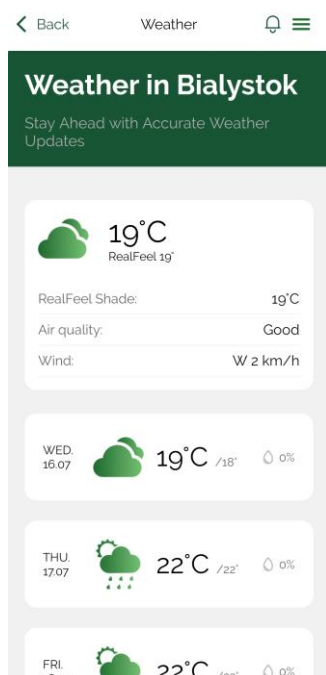 Back
Weather
Weather in Bialystok
Stay Ahead with Accurate Weather
Updates
19°C
RealFeel 19°
RealFeel Shade:
19°C
Air quality:
Good
Wind:
W 2 km/h
WED.
16.07
19°C /18°
0%
THU.
17.07
22°C /22°
0%
FRI.
22°C
0%